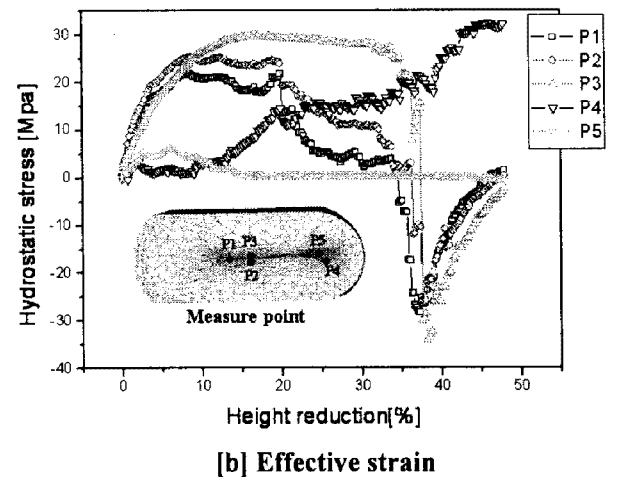 Hydrostatic stress [Mpa]
30
20
10
0
-10
-20
-30
-40
0
10
20
30
40
50
Height reduction[%]
P1
P2
P3
P4
P5
P1
P3
P5
P2
P4
Measure point
[b] Effective strain